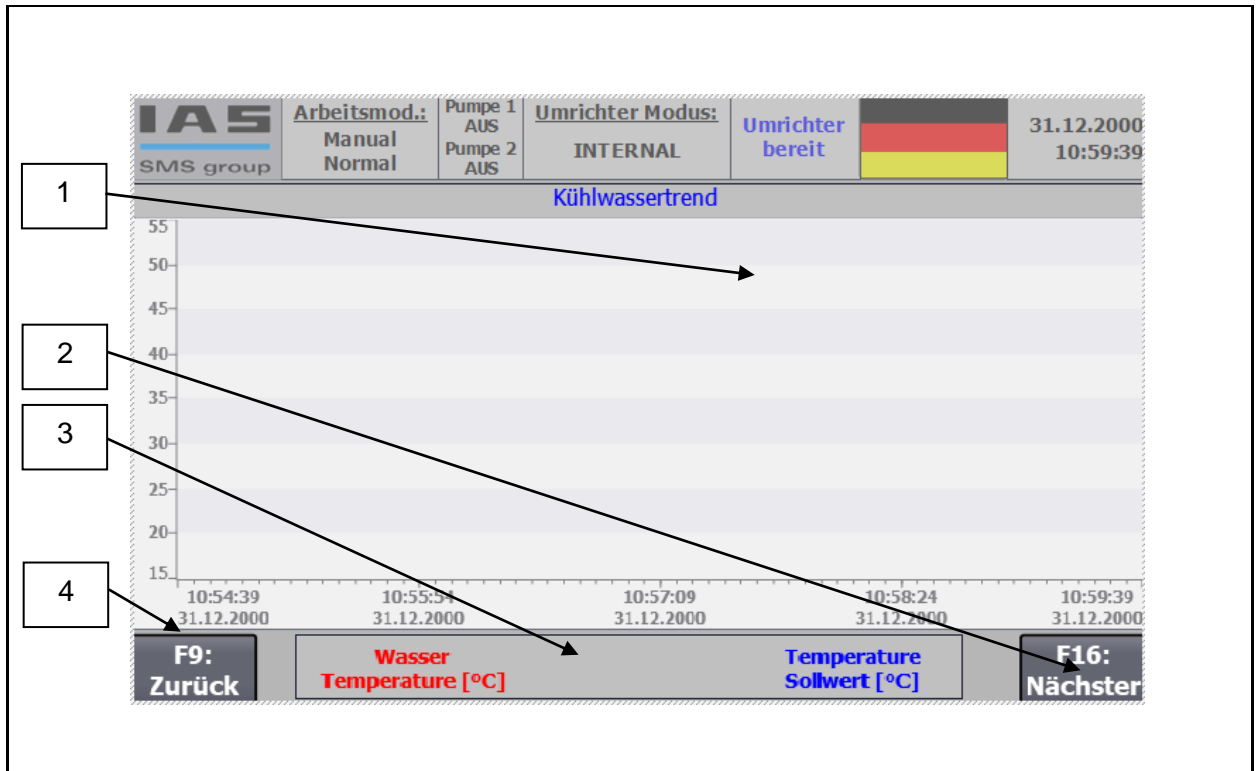 IAS
SMS group
Arbeitsmod.:
Manual
Normal
Pumpe 1
AUS
Pumpe 2
AUS
Umrichter Modus:
INTERNAL
Umrichter
bereit
31.12.2000
10:59:39
Kühlwassertrend
1
2
3
4
55
50
45
40
35
30
25
20
15
10:54:39
31.12.2000
10:55:54
31.12.2000
10:57:09
31.12.2000
10:58:24
31.12.2000
10:59:39
31.12.2000
F9:
Zurück
Wasser
Temperature [°C]
Temperature
Sollwert [°C]
F16:
Nächster